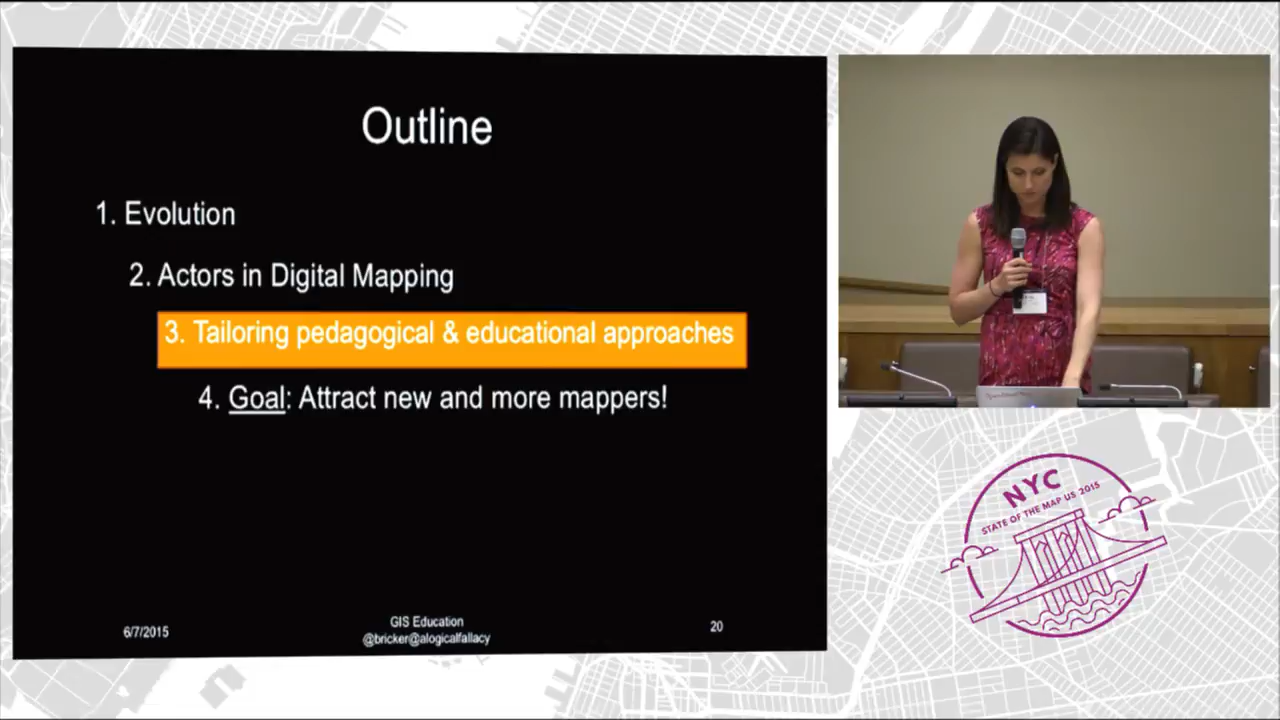 Outline
1. Evolution
2. Actors in Digital Mapping
3. Tailoring pedagogical & educational approaches
4. Goal: Attract new and more mappers!
6/7/2015
GIS Education
@bricker@alogicalfallacy
20
NYC
STATE OF THE MAP US 2015